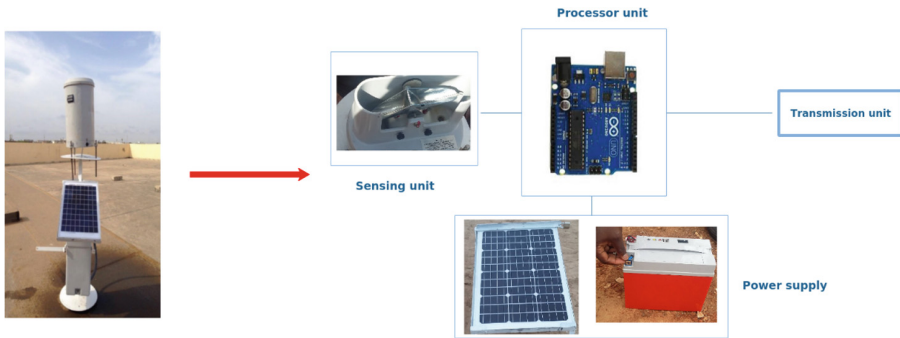 Processor unit
Sensing unit
Transmission unit
Power supply